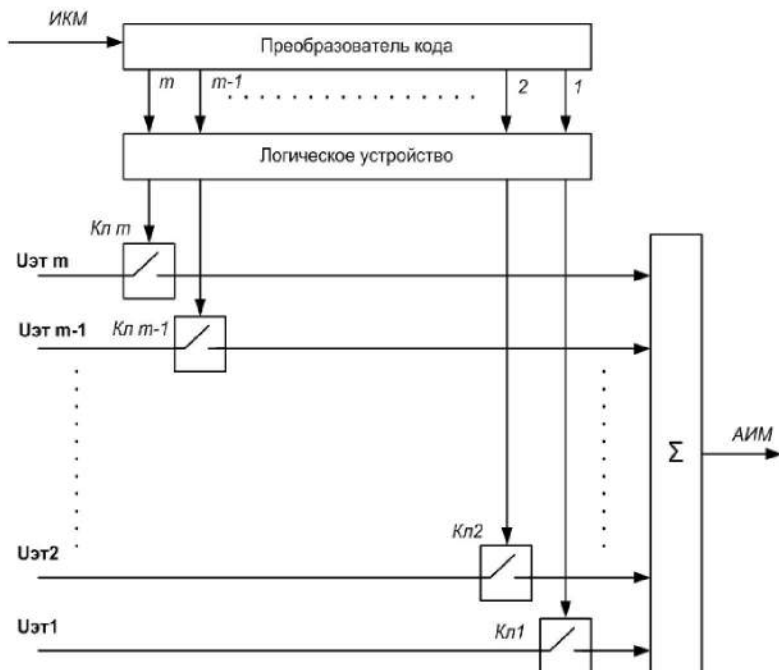 ИКМ
Преобразователь кода
m
m-1
2
1
Логическое устройство
Кл m
Uэт m
Uэт m-1
Кл m-1
Σ
АИМ
Кл2
Uэт2
Uэт1
Кл1